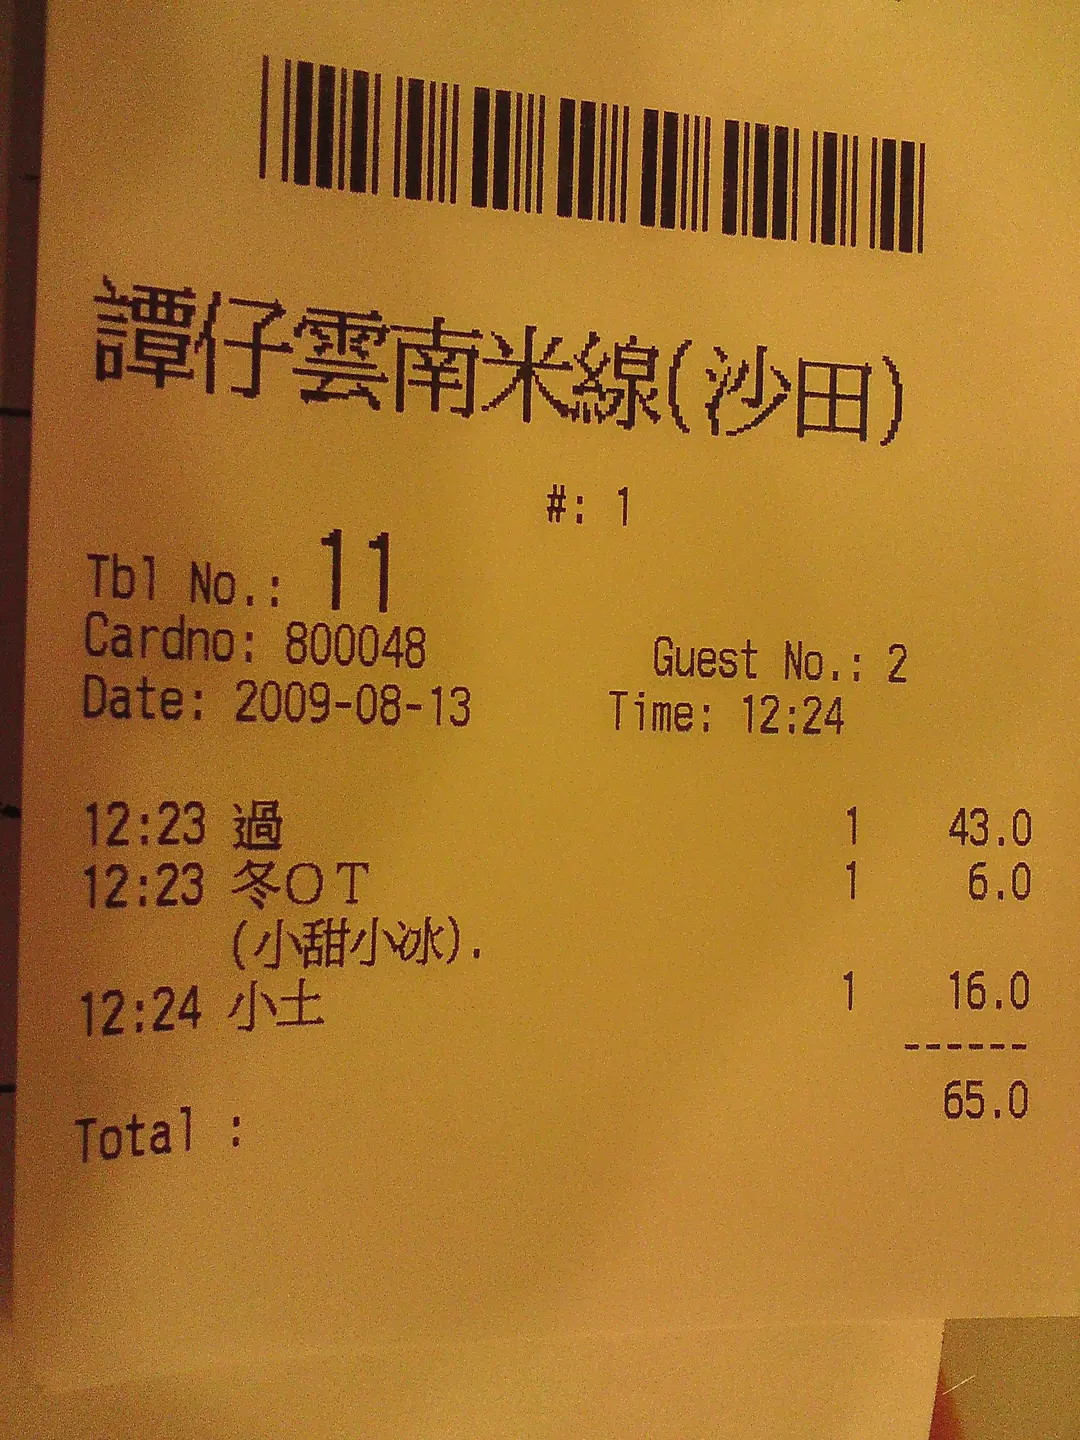 譚仔雲南米線(沙田)
#: 1
Tbl No.: 11
Cardno: 800048 Guest No.: 2
Date: 2009-08-13 Time: 12:24
12:23 過 1 43.0
12:23 冬OT 1 6.0
(小甜小冰).
12:24 小土 1 16.0
------
65.0
Total :